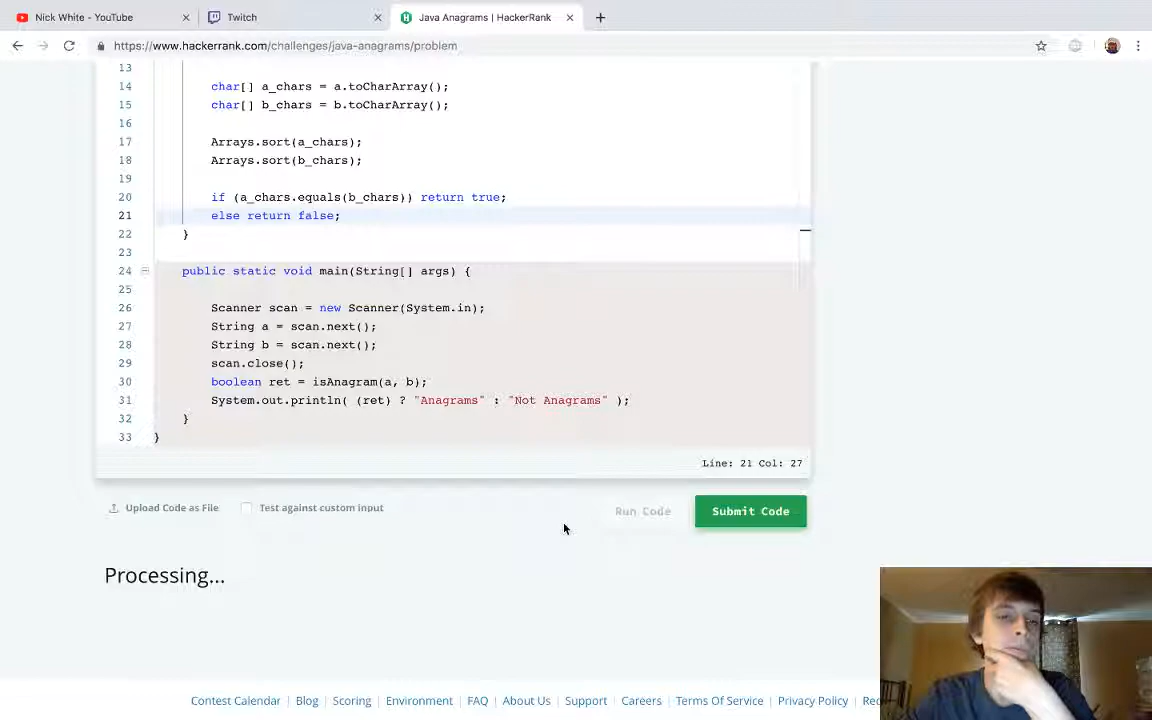 Nick White - YouTube
Twitch
Java Anagrams | HackerRank
https://www.hackerrank.com/challenges/java-anagrams/problem
13
14 char[] a_chars = a.toCharArray();
15 char[] b_chars = b.toCharArray();
16
17 Arrays.sort(a_chars);
18 Arrays.sort(b_chars);
19
20 if (a_chars.equals(b_chars)) return true;
21 else return false;
22 }
23
24 public static void main(String[] args) {
25
26 Scanner scan = new Scanner(System.in);
27 String a = scan.next();
28 String b = scan.next();
29 scan.close();
30 boolean ret = isAnagram(a, b);
31 System.out.println( (ret) ? "Anagrams" : "Not Anagrams" );
32 }
33 }
Line: 21 Col: 27
Upload Code as File Test against custom input Run Code Submit Code
Processing...
Contest Calendar | Blog | Scoring | Environment | FAQ | About Us | Support | Careers | Terms Of Service | Privacy Policy |